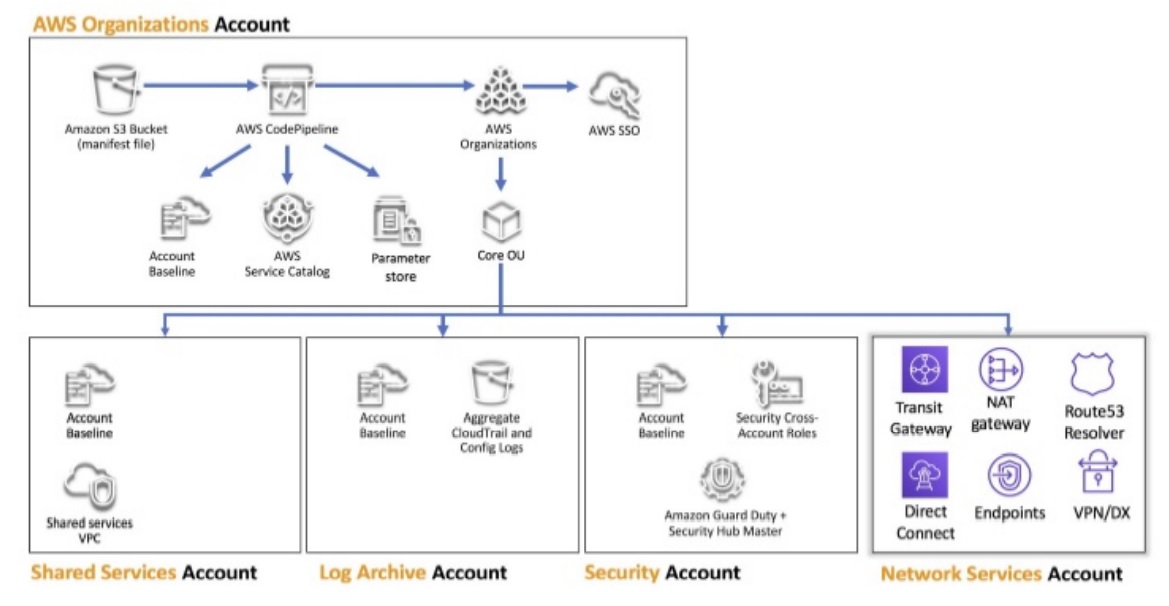 AWS Organizations Account
Amazon S3 Bucket
(manifest file)
AWS CodePipeline
AWS
Organizations
AWS SSO
Account
Baseline
AWS
Service Catalog
Parameter
store
Core OU
Account
Baseline
Shared services
VPC
Account
Baseline
Aggregate
CloudTrail and
Config Logs
Account
Baseline
Security Cross-
Account Roles
Amazon Guard Duty +
Security Hub Master
Transit
Gateway
NAT
gateway
Route53
Resolver
Direct
Connect
Endpoints
VPN/DX
Shared Services Account
Log Archive Account
Security Account
Network Services Account